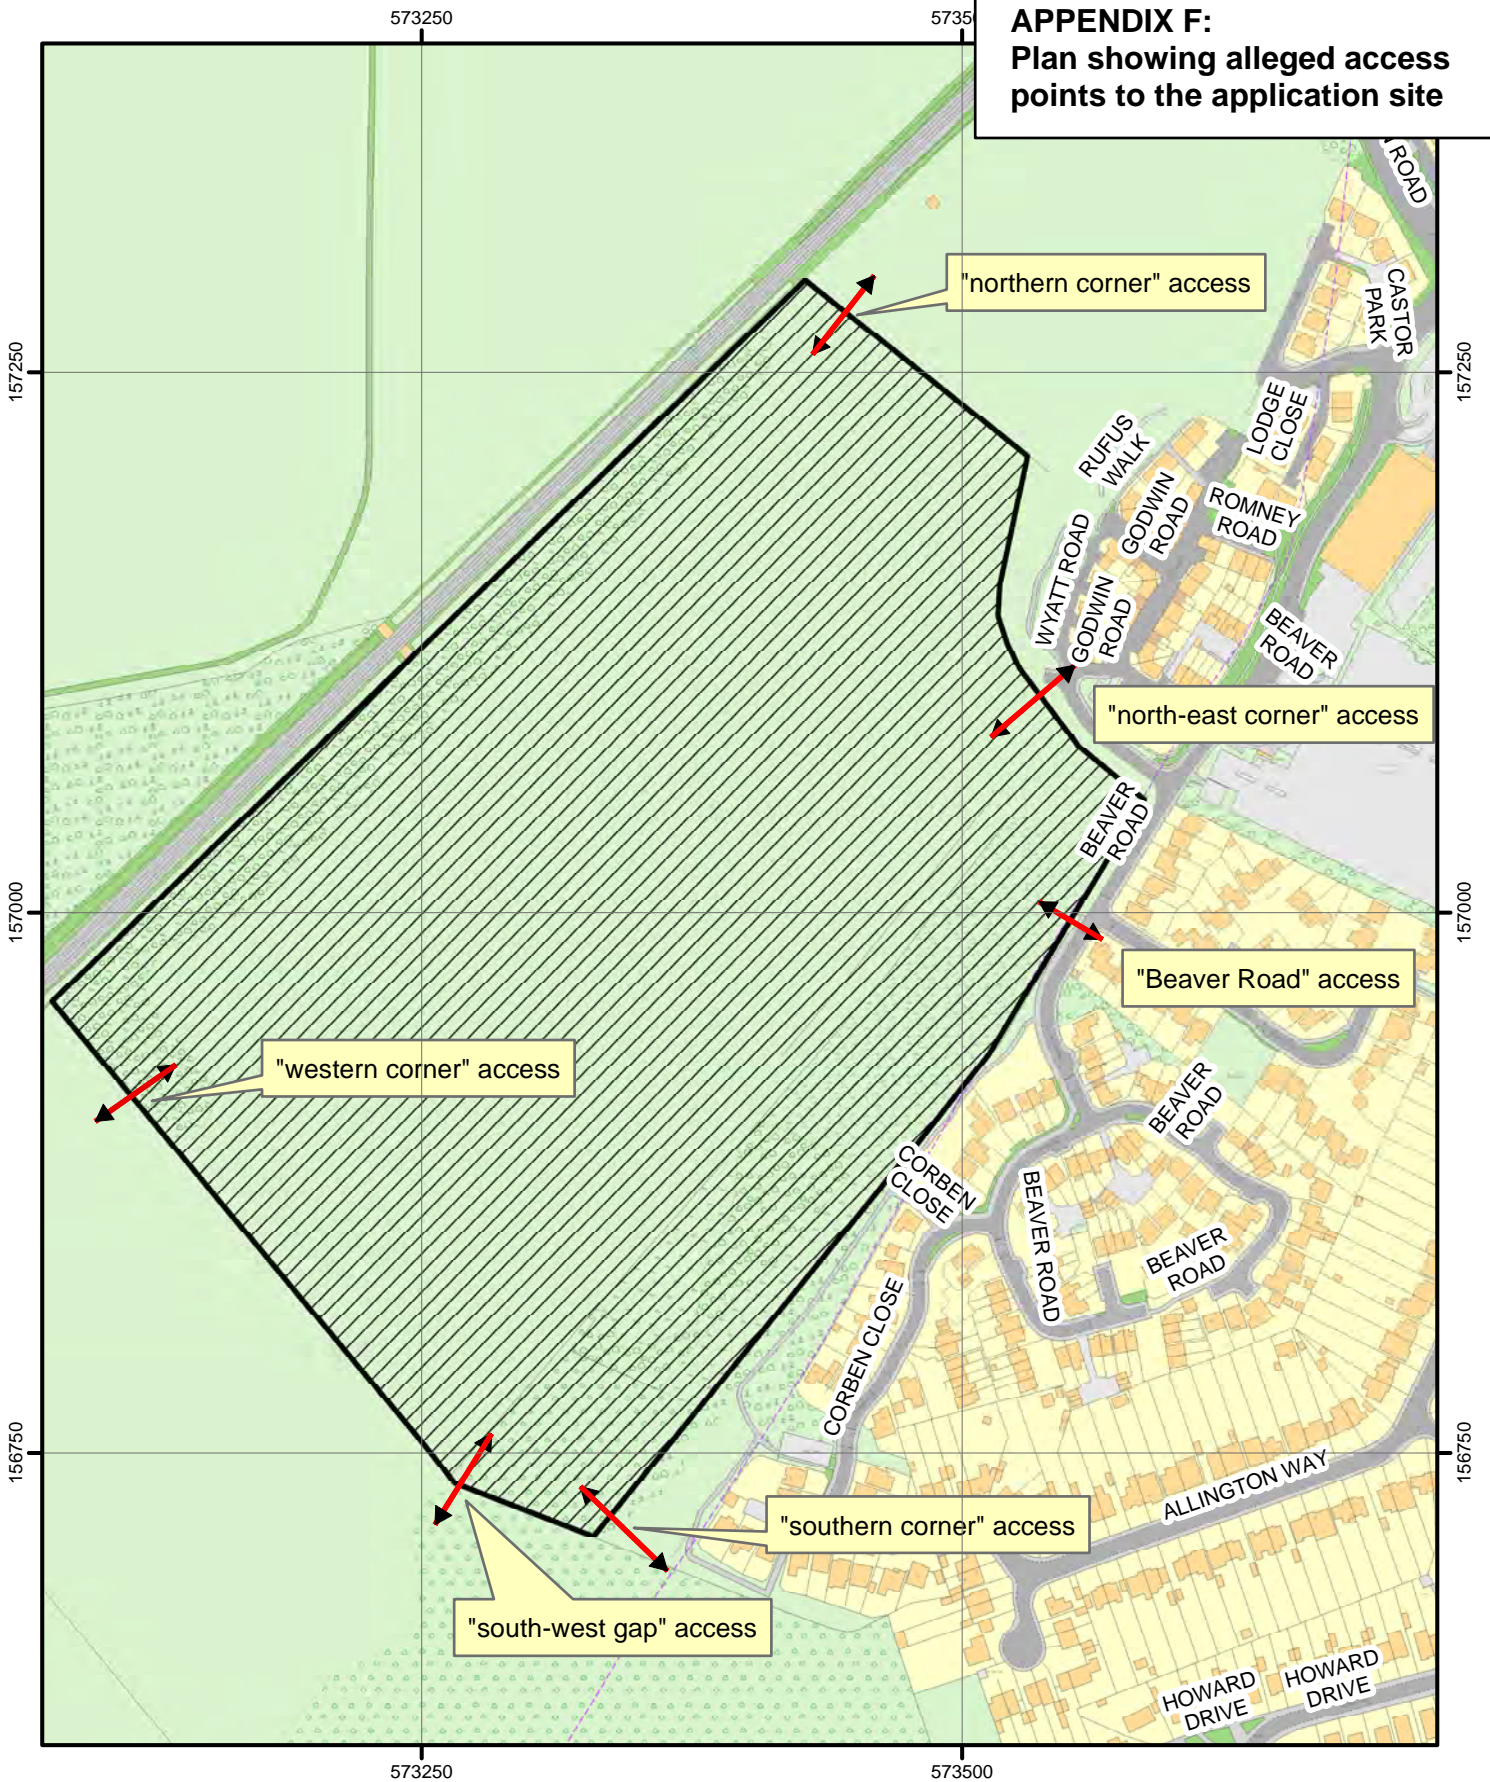 573250
573500
APPENDIX F:
Plan showing alleged access
points to the application site
ROAD
"northern corner" access
CASTOR
PARK
157250
157250
LODGE
CLOSE
RUFUS
WALK
GODWIN
ROAD
ROMNEY
ROAD
WYATT ROAD
GODWIN
ROAD
BEAVER
ROAD
"north-east corner" access
BEAVER
ROAD
157000
157000
"Beaver Road" access
"western corner" access
BEAVER
ROAD
CORBEN
CLOSE
BEAVER ROAD
BEAVER
ROAD
CORBEN CLOSE
156750
156750
ALLINGTON WAY
"southern corner" access
"south-west gap" access
HOWARD
DRIVE
HOWARD
DRIVE
573250
573500